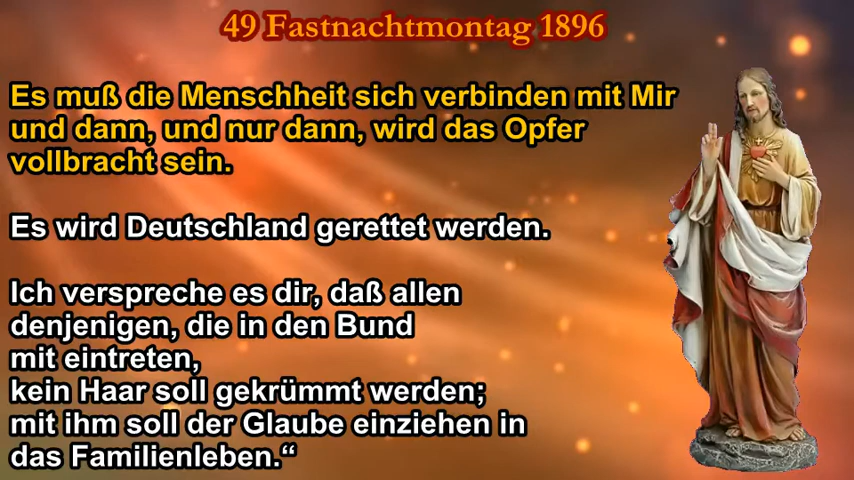 49 Fastnachtmontag 1896
Es muß die Menschheit sich verbinden mit Mir
und dann, und nur dann, wird das Opfer
vollbracht sein.
Es wird Deutschland gerettet werden.
Ich verspreche es dir, daß allen
denjenigen, die in den Bund
mit eintreten,
kein Haar soll gekrümmt werden;
mit ihm soll der Glaube einziehen in
das Familienleben.“